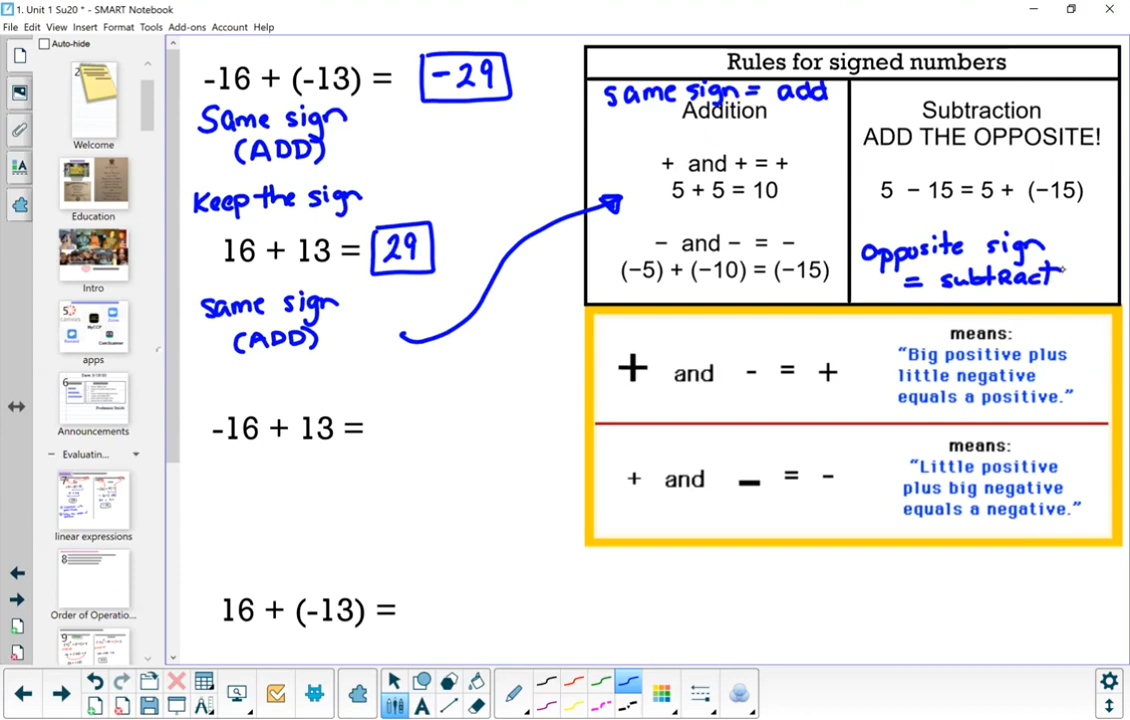 1. Unit 1 Su20 * - SMART Notebook
File Edit View Insert Format Tools Add-ons Account Help
Auto-hide
Welcome
Education
Intro
apps
Announcements
Evaluatin...
linear expressions
Order of Operatio...
-16 + (-13) = -29
Same sign
(ADD)
Keep the sign
16 + 13 = 29
same sign
(ADD)
-16 + 13 =
16 + (-13) =
Rules for signed numbers
same sign = add
Addition
+ and + = +
5 + 5 = 10
− and − = −
(−5) + (−10) = (−15)
Subtraction
ADD THE OPPOSITE!
5 − 15 = 5 + (−15)
opposite sign
= subtract
+ and - = +
means:
"Big positive plus
little negative
equals a positive."
+ and - = -
means:
"Little positive
plus big negative
equals a negative."